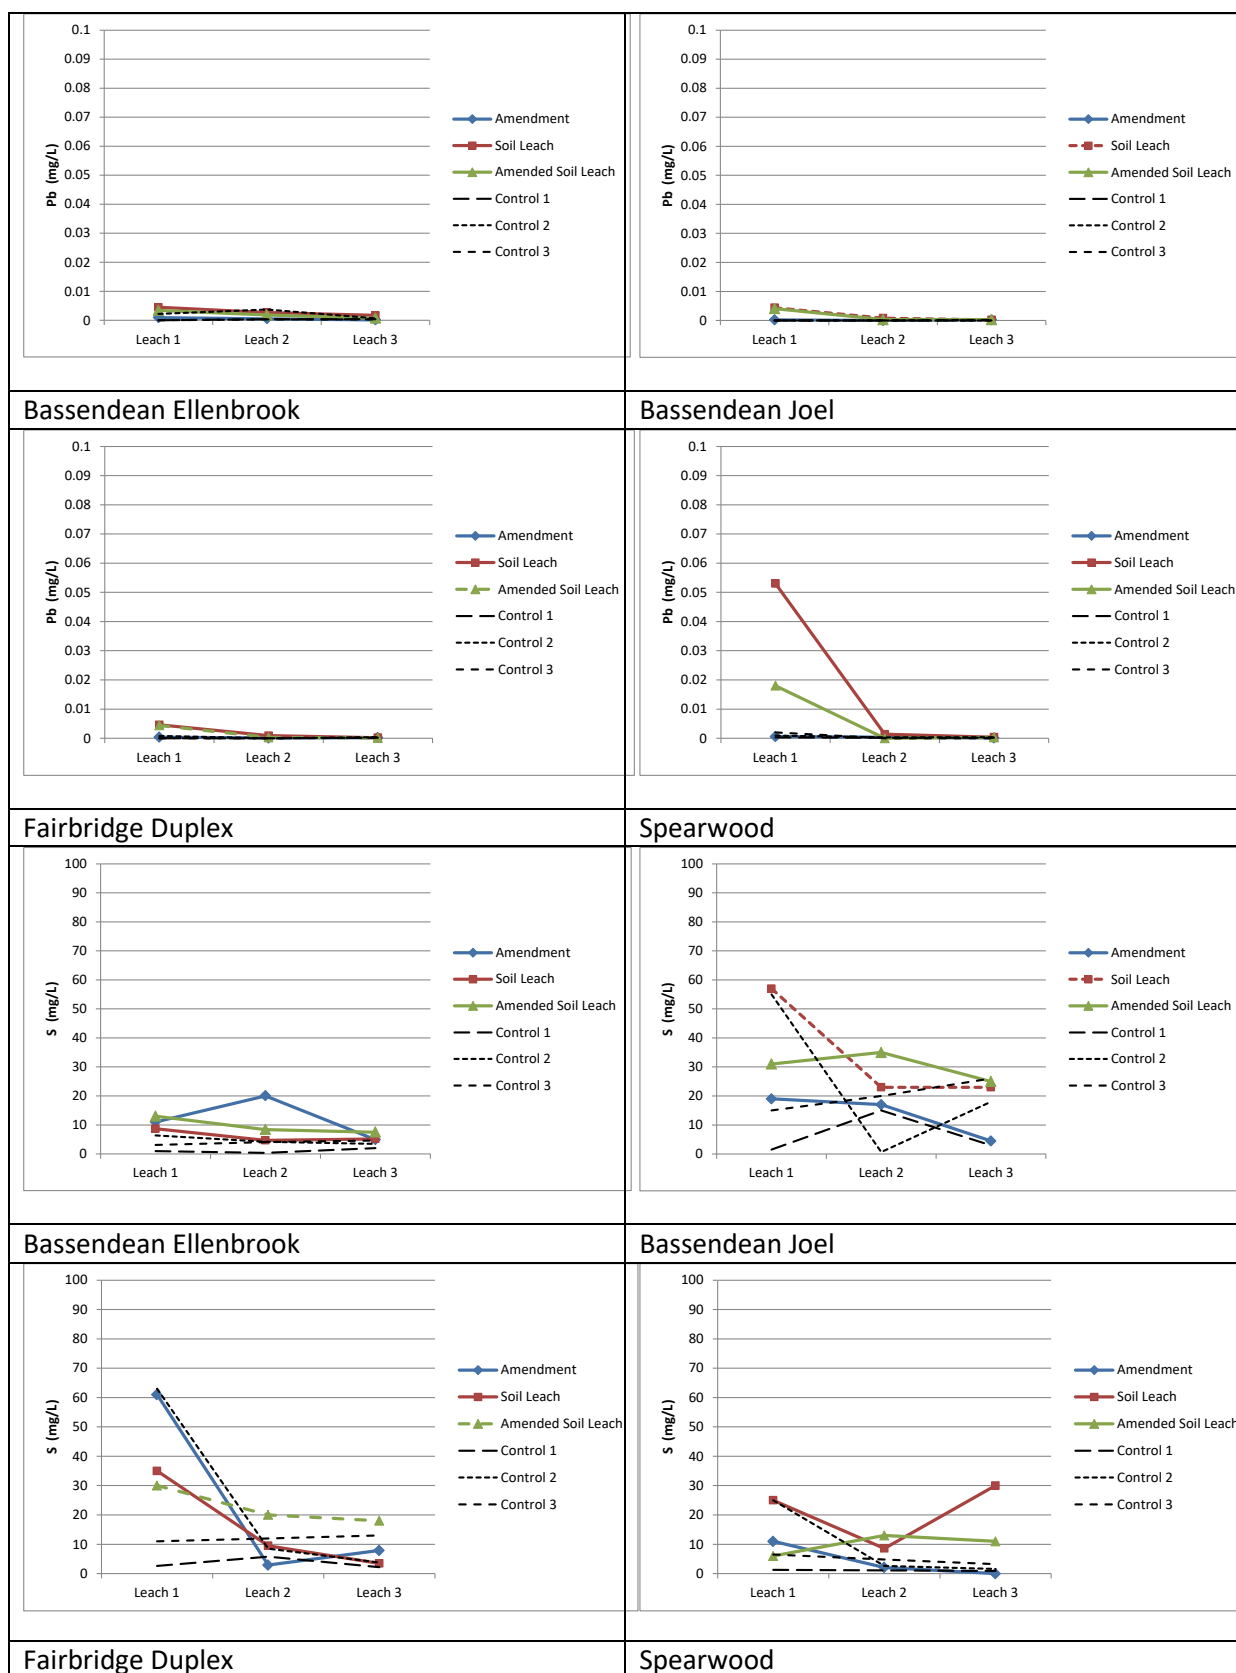 0.1
0.09
0.08
0.07
0.06
0.05
0.04
0.03
0.02
0.01
0
Pb (mg/L)
Leach 1 Leach 2 Leach 3
Amendment
Soil Leach
Amended Soil Leach
Control 1
Control 2
Control 3
0.1
0.09
0.08
0.07
0.06
0.05
0.04
0.03
0.02
0.01
0
Pb (mg/L)
Leach 1 Leach 2 Leach 3
Amendment
Soil Leach
Amended Soil Leach
Control 1
Control 2
Control 3
Bassendean Ellenbrook
Bassendean Joel
0.1
0.09
0.08
0.07
0.06
0.05
0.04
0.03
0.02
0.01
0
Pb (mg/L)
Leach 1 Leach 2 Leach 3
Amendment
Soil Leach
Amended Soil Leach
Control 1
Control 2
Control 3
0.1
0.09
0.08
0.07
0.06
0.05
0.04
0.03
0.02
0.01
0
Pb (mg/L)
Leach 1 Leach 2 Leach 3
Amendment
Soil Leach
Amended Soil Leach
Control 1
Control 2
Control 3
Fairbridge Duplex
Spearwood
100
90
80
70
60
50
40
30
20
10
0
S (mg/L)
Leach 1 Leach 2 Leach 3
Amendment
Soil Leach
Amended Soil Leach
Control 1
Control 2
Control 3
100
90
80
70
60
50
40
30
20
10
0
S (mg/L)
Leach 1 Leach 2 Leach 3
Amendment
Soil Leach
Amended Soil Leach
Control 1
Control 2
Control 3
Bassendean Ellenbrook
Bassendean Joel
100
90
80
70
60
50
40
30
20
10
0
S (mg/L)
Leach 1 Leach 2 Leach 3
Amendment
Soil Leach
Amended Soil Leach
Control 1
Control 2
Control 3
100
90
80
70
60
50
40
30
20
10
0
S (mg/L)
Leach 1 Leach 2 Leach 3
Amendment
Soil Leach
Amended Soil Leach
Control 1
Control 2
Control 3
Fairbridge Duplex
Spearwood